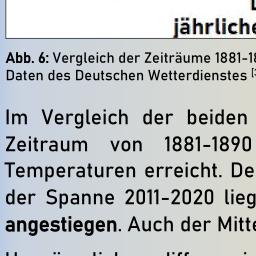 jährliche
Abb. 6: Vergleich der Zeiträume 1881-18
Daten des Deutschen Wetterdienstes [3
Im Vergleich der beiden
Zeitraum von 1881-1890
Temperaturen erreicht. De
der Spanne 2011-2020 lieg
angestiegen. Auch der Mitte